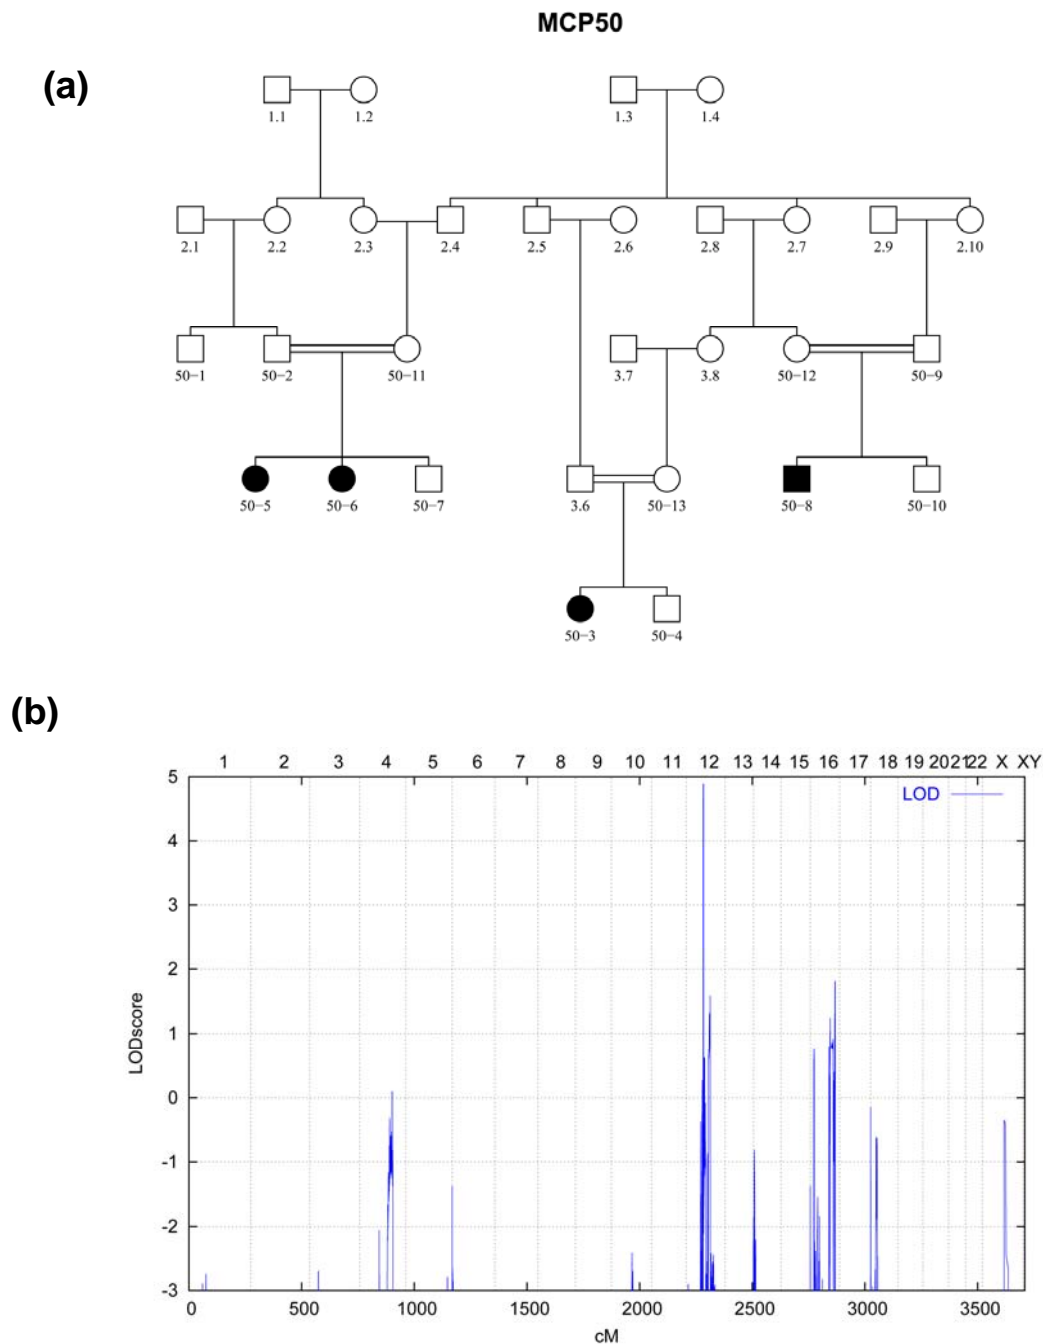 MCP50
(a)
1.1 1.2 1.3 1.4
2.1 2.2 2.3 2.4 2.5 2.6 2.8 2.7 2.9 2.10
50−1 50−2 50−11 3.7 3.8 50−12 50−9
50−5 50−6 50−7 3.6 50−13 50−8 50−10
50−3 50−4
(b)
1 2 3 4 5 6 7 8 9 10 11 12 13 14 15 16 17 18 19 20 21 22 X XY
5
LOD
4
3
2
1
LODscore
0
-1
-2
-3
0 500 1000 1500 2000 2500 3000 3500
cM